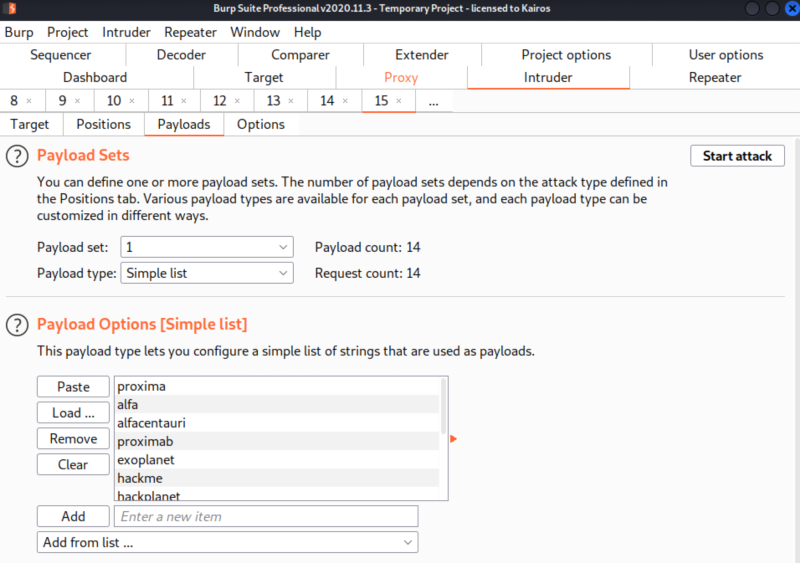 Burp Suite Professional v2020.11.3 - Temporary Project - licensed to Kairos
Burp Project Intruder Repeater Window Help
Sequencer Decoder Comparer Extender Project options User options
Dashboard Target Proxy Intruder Repeater
8 × 9 × 10 × 11 × 12 × 13 × 14 × 15 × ...
Target Positions Payloads Options
? Payload Sets Start attack
You can define one or more payload sets. The number of payload sets depends on the attack type defined in
the Positions tab. Various payload types are available for each payload set, and each payload type can be
customized in different ways.
Payload set: 1 Payload count: 14
Payload type: Simple list Request count: 14
? Payload Options [Simple list]
This payload type lets you configure a simple list of strings that are used as payloads.
Paste proxima
alfa
Load ... alfacentauri
Remove proximab
exoplanet
Clear hackme
hackplanet
Add Enter a new item
Add from list ...